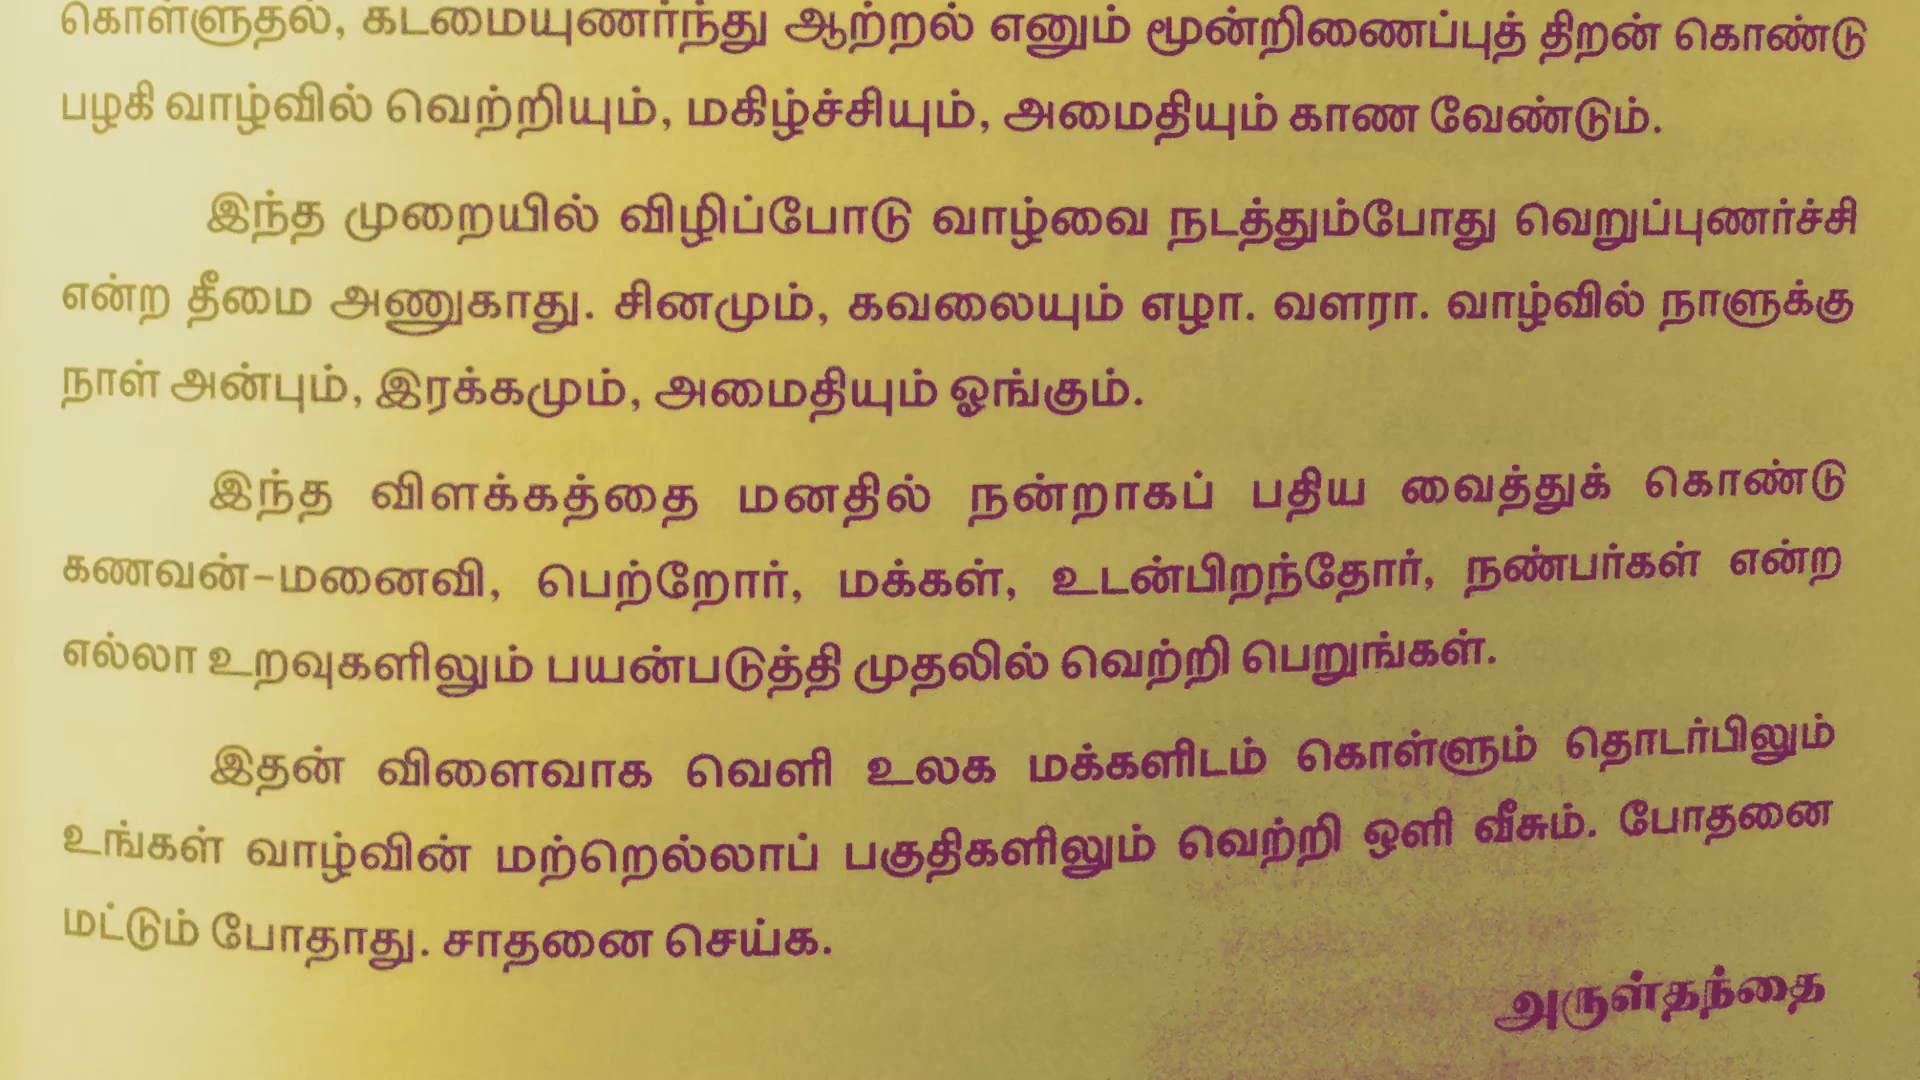 கொள்ளுதல், கடமையுணர்ந்து ஆற்றல் எனும் மூன்றிணைப்புத் திறன் கொண்டு
பழகி வாழ்வில் வெற்றியும், மகிழ்ச்சியும், அமைதியும் காண வேண்டும்.
இந்த முறையில் விழிப்போடு வாழ்வை நடத்தும்போது வெறுப்புணர்ச்சி
என்ற தீமை அணுகாது. சினமும், கவலையும் எழா. வளரா. வாழ்வில் நாளுக்கு
நாள் அன்பும், இரக்கமும், அமைதியும் ஓங்கும்.
இந்த விளக்கத்தை மனதில் நன்றாகப் பதிய வைத்துக் கொண்டு
கணவன்-மனைவி, பெற்றோர், மக்கள், உடன்பிறந்தோர், நண்பர்கள் என்ற
எல்லா உறவுகளிலும் பயன்படுத்தி முதலில் வெற்றி பெறுங்கள்.
இதன் விளைவாக வெளி உலக மக்களிடம் கொள்ளும் தொடர்பிலும்
உங்கள் வாழ்வின் மற்றெல்லாப் பகுதிகளிலும் வெற்றி ஒளி வீசும். போதனை
மட்டும் போதாது. சாதனை செய்க.
அருள்தந்தை